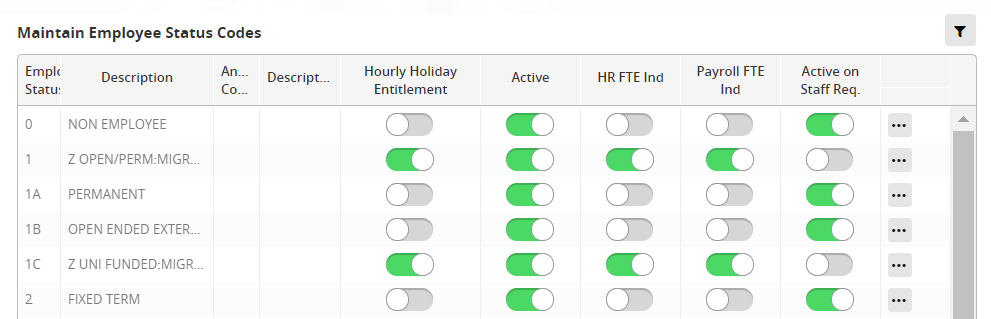 Maintain Employee Status Codes
Emplo Status Description An... Co... Descript... Hourly Holiday Entitlement Active HR FTE Ind Payroll FTE Ind Active on Staff Req.
0 NON EMPLOYEE ...
1 Z OPEN/PERM:MIGR... ...
1A PERMANENT ...
1B OPEN ENDED EXTER... ...
1C Z UNI FUNDED:MIGR... ...
2 FIXED TERM ...